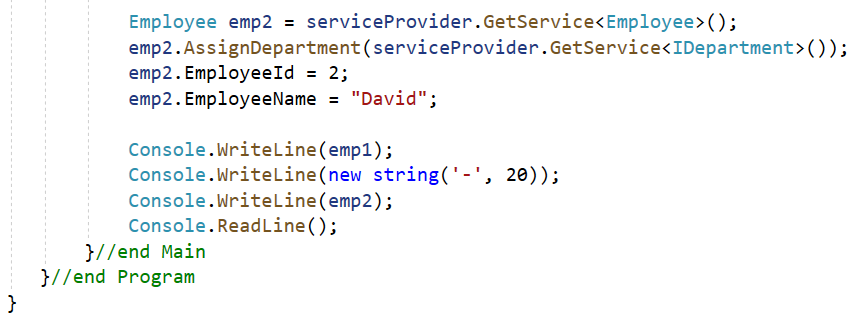 Employee emp2 = serviceProvider.GetService<Employee>();
emp2.AssignDepartment(serviceProvider.GetService<IDepartment>());
emp2.EmployeeId = 2;
emp2.EmployeeName = "David";
Console.WriteLine(emp1);
Console.WriteLine(new string('-', 20));
Console.WriteLine(emp2);
Console.ReadLine();
}//end Main
}//end Program
}